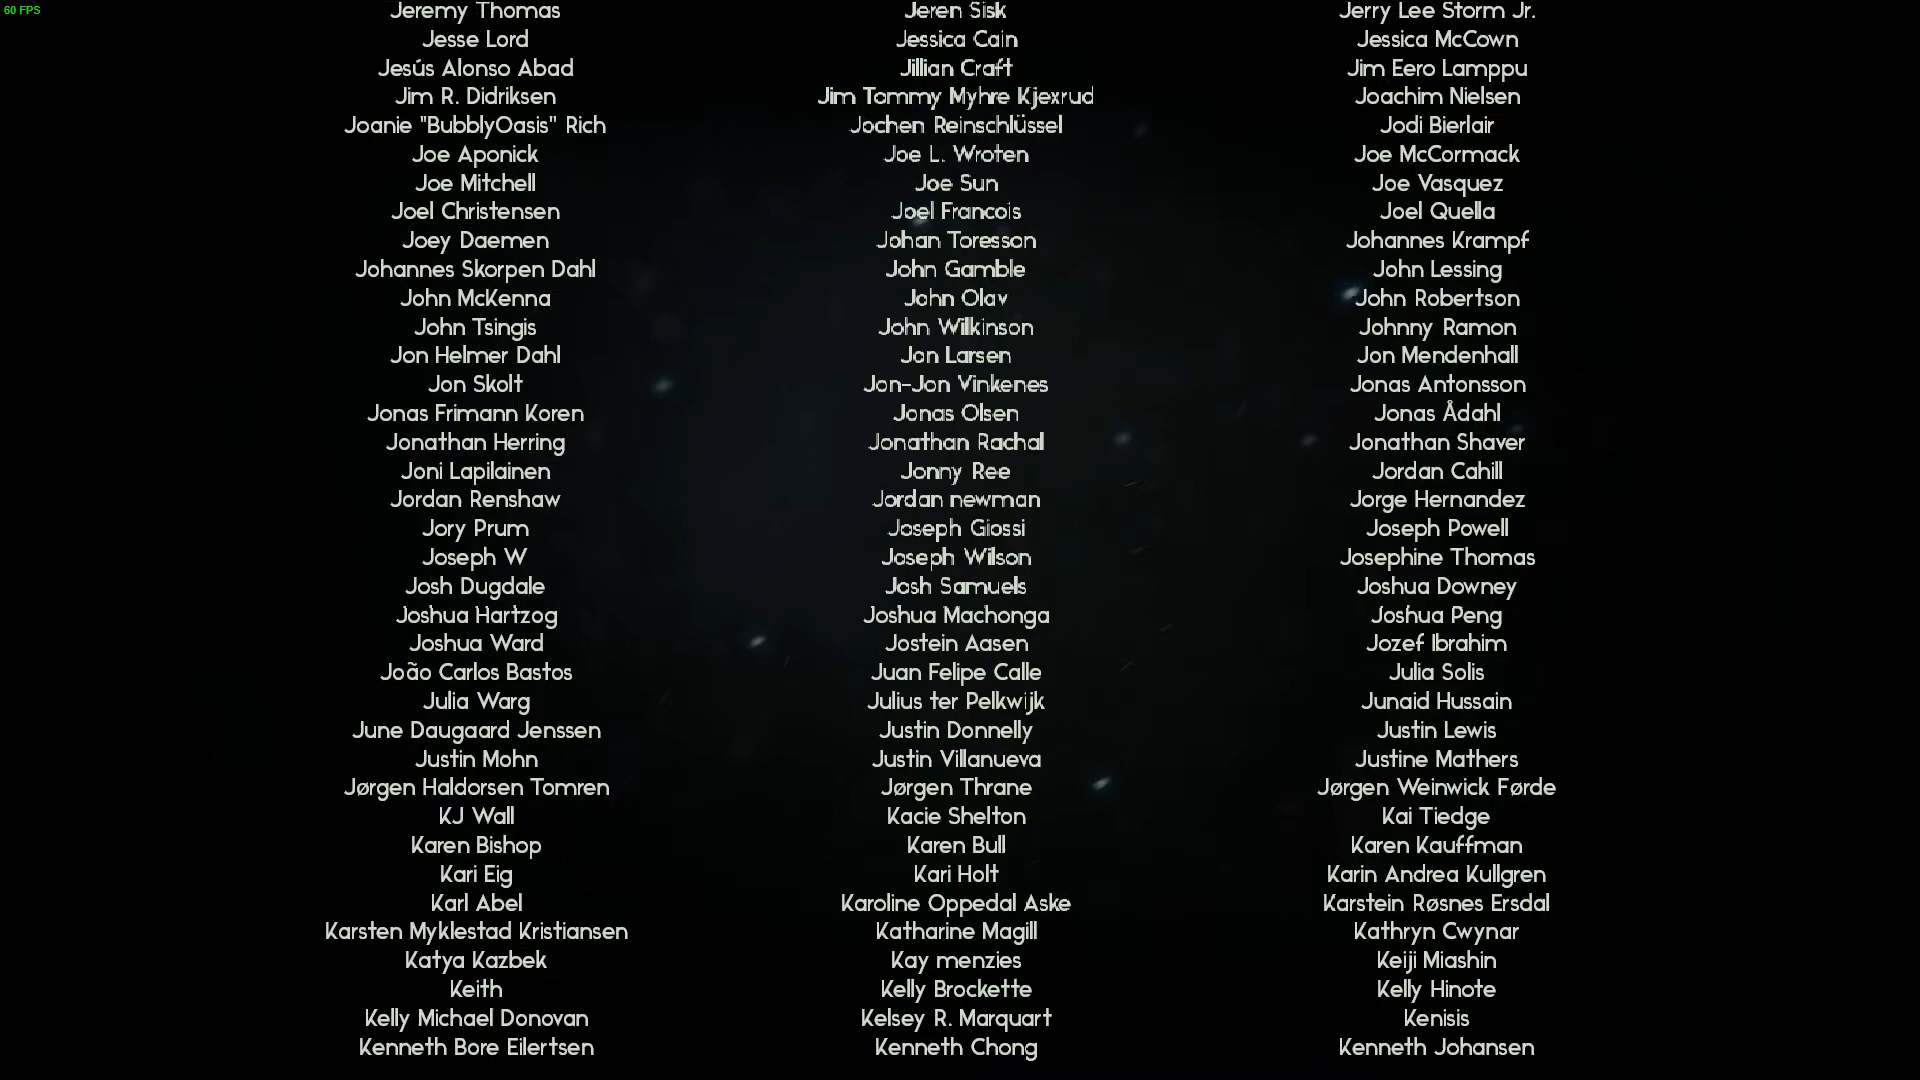 60 FPS
Jeremy Thomas Jeren Sisk Jerry Lee Storm Jr.
Jesse Lord Jessica Cain Jessica McCown
Jesús Alonso Abad Jillian Craft Jim Eero Lamppu
Jim R. Didriksen Jim Tommy Myhre Kjexrud Joachim Nielsen
Joanie "BubblyOasis" Rich Jochen Reinschlüssel Jodi Bierlair
Joe Aponick Joe L. Wroten Joe McCormack
Joe Mitchell Joe Sun Joe Vasquez
Joel Christensen Joel Francois Joel Quella
Joey Daemen Johan Toresson Johannes Krampf
Johannes Skorpen Dahl John Gamble John Lessing
John McKenna John Olav John Robertson
John Tsingis John Wilkinson Johnny Ramon
Jon Helmer Dahl Jon Larsen Jon Mendenhall
Jon Skolt Jon-Jon Vinkenes Jonas Antonsson
Jonas Frimann Koren Jonas Olsen Jonas Ådahl
Jonathan Herring Jonathan Rachal Jonathan Shaver
Joni Lapilainen Jonny Ree Jordan Cahill
Jordan Renshaw Jordan newman Jorge Hernandez
Jory Prum Joseph Giossi Joseph Powell
Joseph W Joseph Wilson Josephine Thomas
Josh Dugdale Josh Samuels Joshua Downey
Joshua Hartzog Joshua Machonga Joshua Peng
Joshua Ward Jostein Aasen Jozef Ibrahim
João Carlos Bastos Juan Felipe Calle Julia Solis
Julia Warg Julius ter Pelkwijk Junaid Hussain
June Daugaard Jenssen Justin Donnelly Justin Lewis
Justin Mohn Justin Villanueva Justine Mathers
Jørgen Haldorsen Tomren Jørgen Thrane Jørgen Weinwick Førde
KJ Wall Kacie Shelton Kai Tiedge
Karen Bishop Karen Bull Karen Kauffman
Kari Eig Kari Holt Karin Andrea Kullgren
Karl Abel Karoline Oppedal Aske Karstein Røsnes Ersdal
Karsten Myklestad Kristiansen Katharine Magill Kathryn Cwynar
Katya Kazbek Kay menzies Keiji Miashin
Keith Kelly Brockette Kelly Hinote
Kelly Michael Donovan Kelsey R. Marquart Kenisis
Kenneth Bore Eilertsen Kenneth Chong Kenneth Johansen